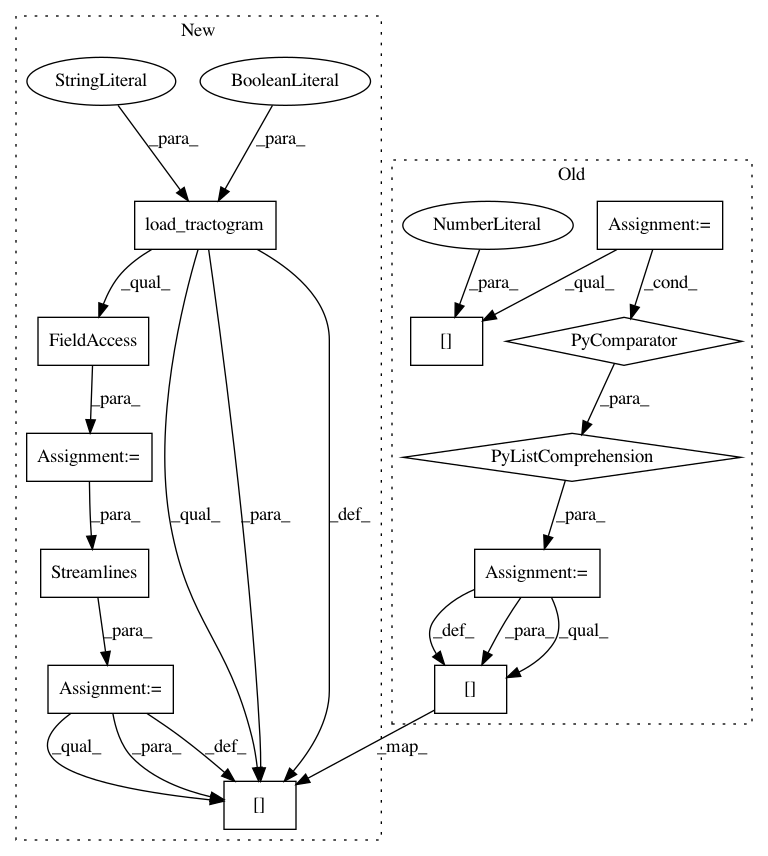 New
StringLiteral
BooleanLiteral
_para_
_para_
load_tractogram
_qual_
FieldAccess
_para_
Assignment:=
_para_
_qual_
_para_
_def_
Streamlines
_para_
Assignment:=
_qual_
_para_
_def_
[]
Old
NumberLiteral
Assignment:=
_para_
_qual_
_cond_
[]
PyComparator
_para_
PyListComprehension
_para_
Assignment:=
_def_
_para_
_qual_
[]
_map_